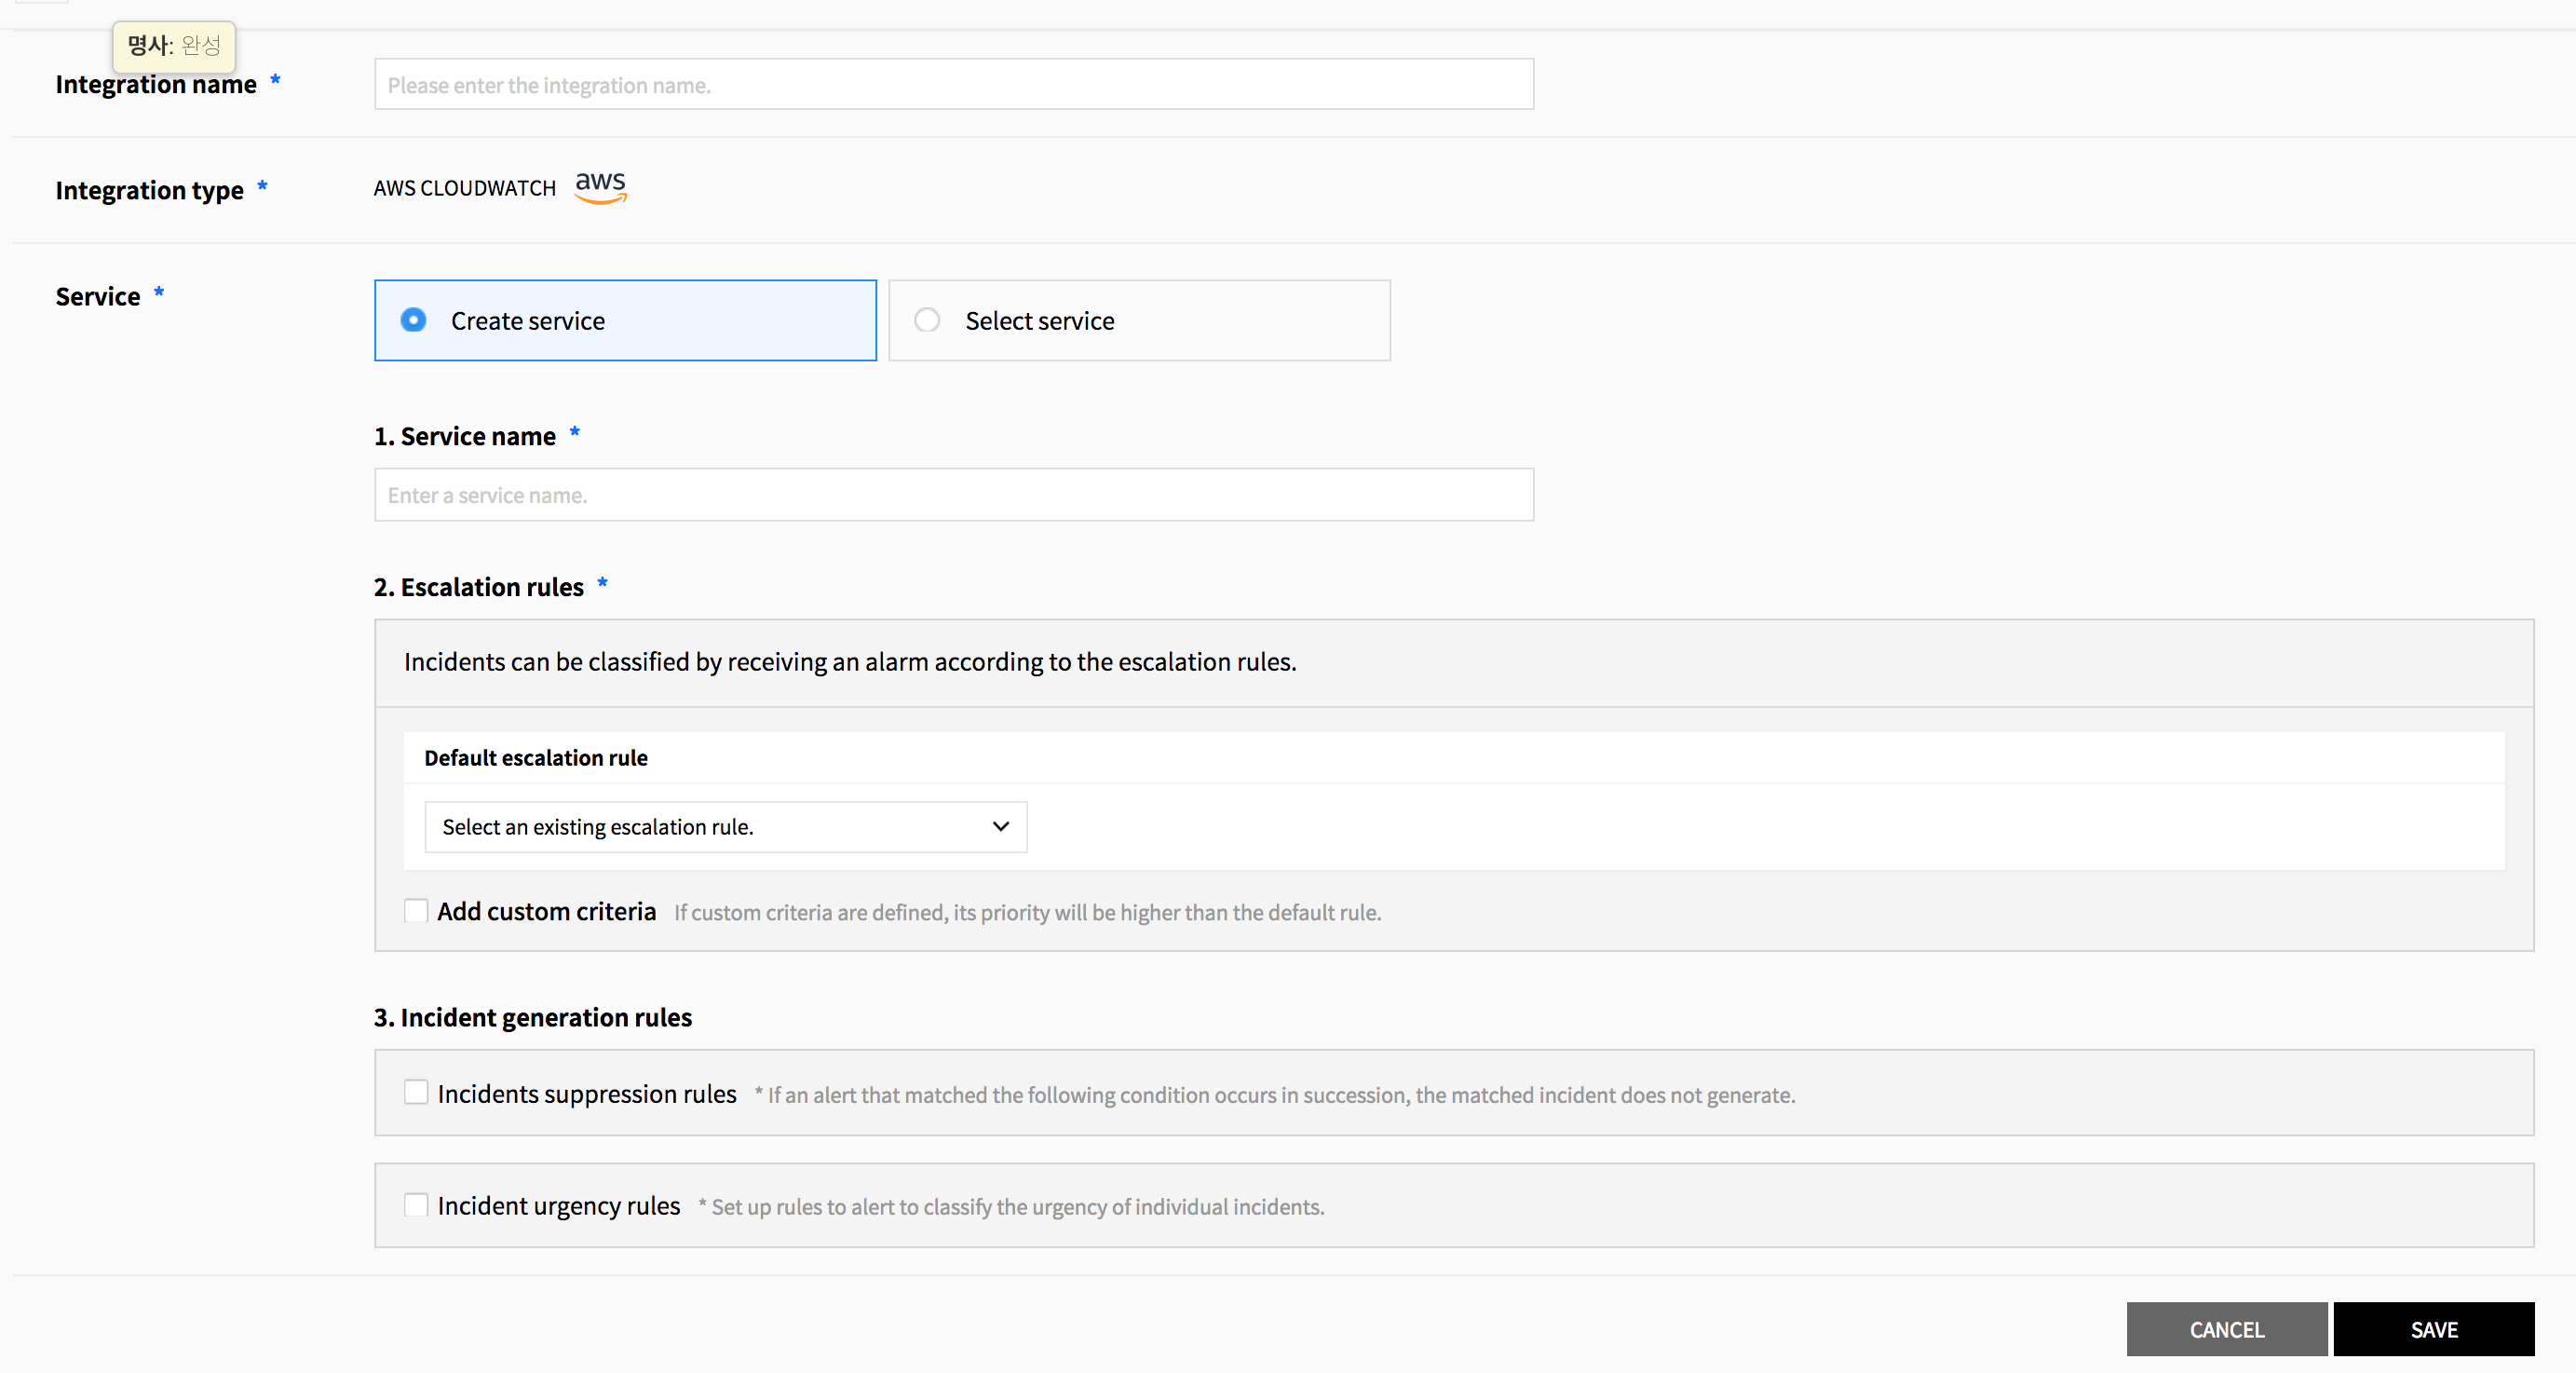 명사: 완성
Integration name *
Please enter the integration name.
Integration type *
AWS CLOUDWATCH aws
Service *
Create service
Select service
1. Service name *
Enter a service name.
2. Escalation rules *
Incidents can be classified by receiving an alarm according to the escalation rules.
Default escalation rule
Select an existing escalation rule.
Add custom criteria If custom criteria are defined, its priority will be higher than the default rule.
3. Incident generation rules
Incidents suppression rules * If an alert that matched the following condition occurs in succession, the matched incident does not generate.
Incident urgency rules * Set up rules to alert to classify the urgency of individual incidents.
CANCEL
SAVE